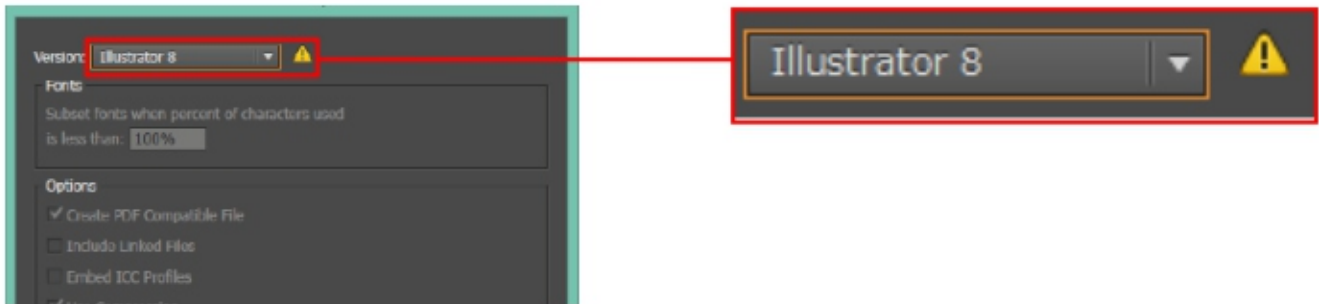 Version: Illustrator 8
Fonts
Subset fonts when percent of characters used
is less than: 100%
Options
Create PDF Compatible File
Include Linked Files
Embed ICC Profiles
Illustrator 8